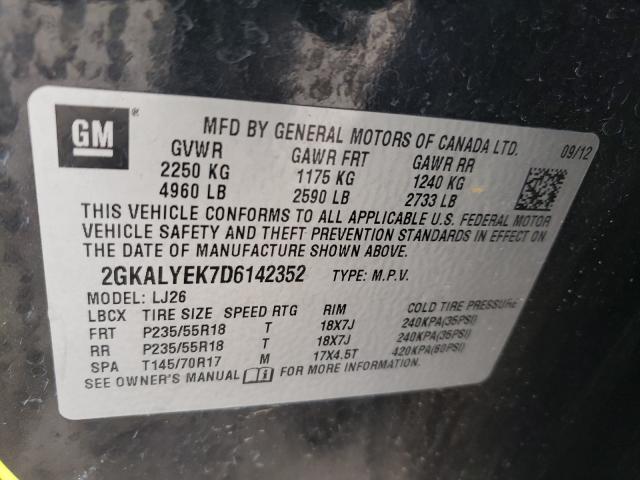 GM ®
MFD BY GENERAL MOTORS OF CANADA LTD.
09/12
GVWR GAWR FRT GAWR RR
2250 KG 1175 KG 1240 KG
4960 LB 2590 LB 2733 LB
THIS VEHICLE CONFORMS TO ALL APPLICABLE U.S. FEDERAL MOTOR
VEHICLE SAFETY AND THEFT PREVENTION STANDARDS IN EFFECT ON
THE DATE OF MANUFACTURE SHOWN ABOVE.
2GKALYEK7D6142352 TYPE: M.P.V.
MODEL: LJ26
LBCX TIRE SIZE SPEED RTG RIM COLD TIRE PRESSURE
FRT P235/55R18 T 18X7J 240KPA(35PSI)
RR P235/55R18 T 18X7J 240KPA(35PSI)
SPA T145/70R17 M 17X4.5T 420KPA(60PSI)
SEE OWNER'S MANUAL FOR MORE INFORMATION.